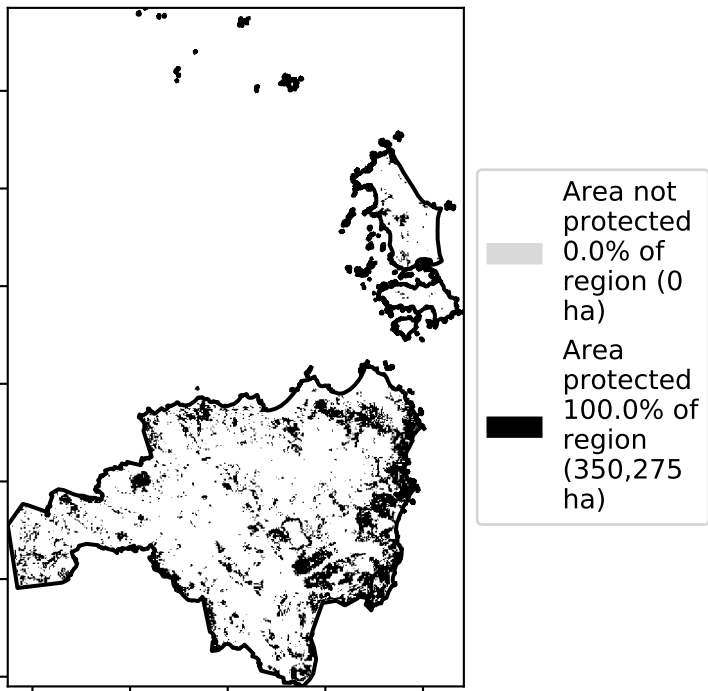 Area not
protected
0.0% of
region (0
ha)
Area
protected
100.0% of
region
(350,275
ha)